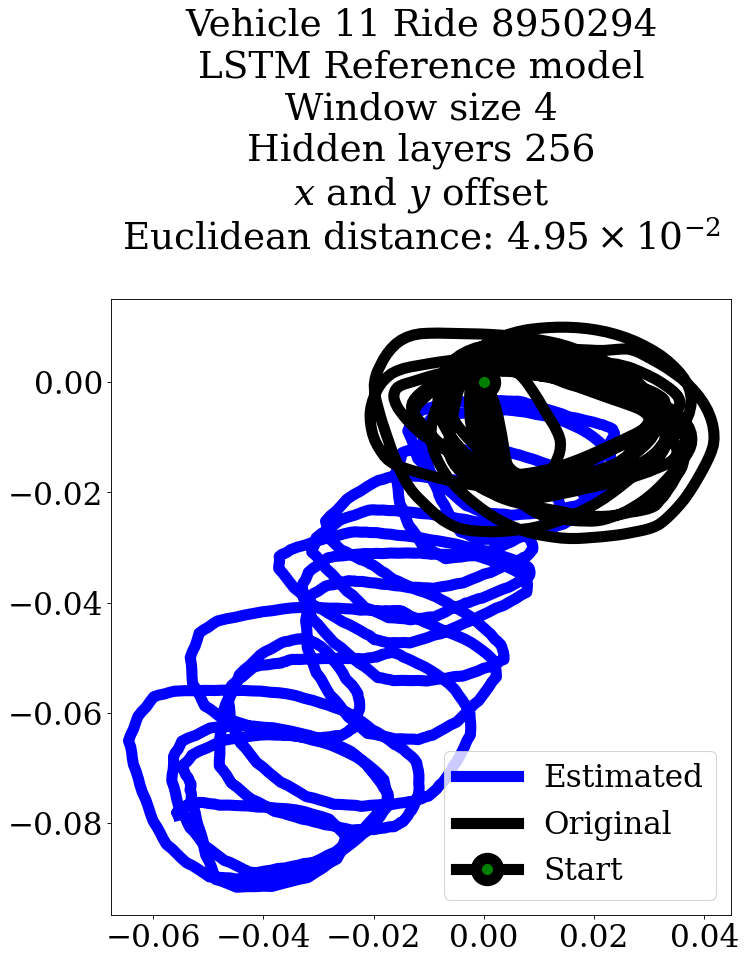 Vehicle 11 Ride 8950294
LSTM Reference model
Window size 4
Hidden layers 256
x and y offset
Euclidean distance: 4.95 × 10⁻²
0.00
−0.02
−0.04
−0.06
−0.08
Estimated
Original
Start
−0.06 −0.04 −0.02 0.00 0.02 0.04